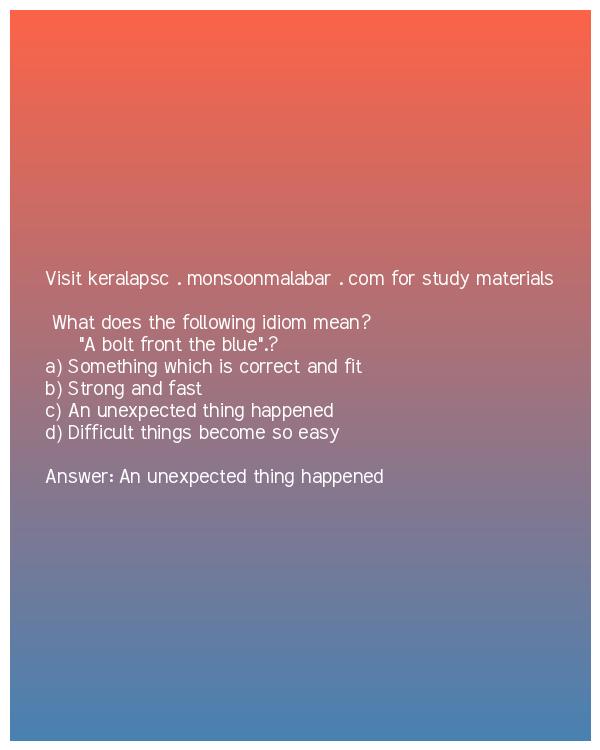 Visit keralapsc . monsoonmalabar . com for study materials
What does the following idiom mean?
"A bolt front the blue".?
a) Something which is correct and fit
b) Strong and fast
c) An unexpected thing happened
d) Difficult things become so easy
Answer: An unexpected thing happened